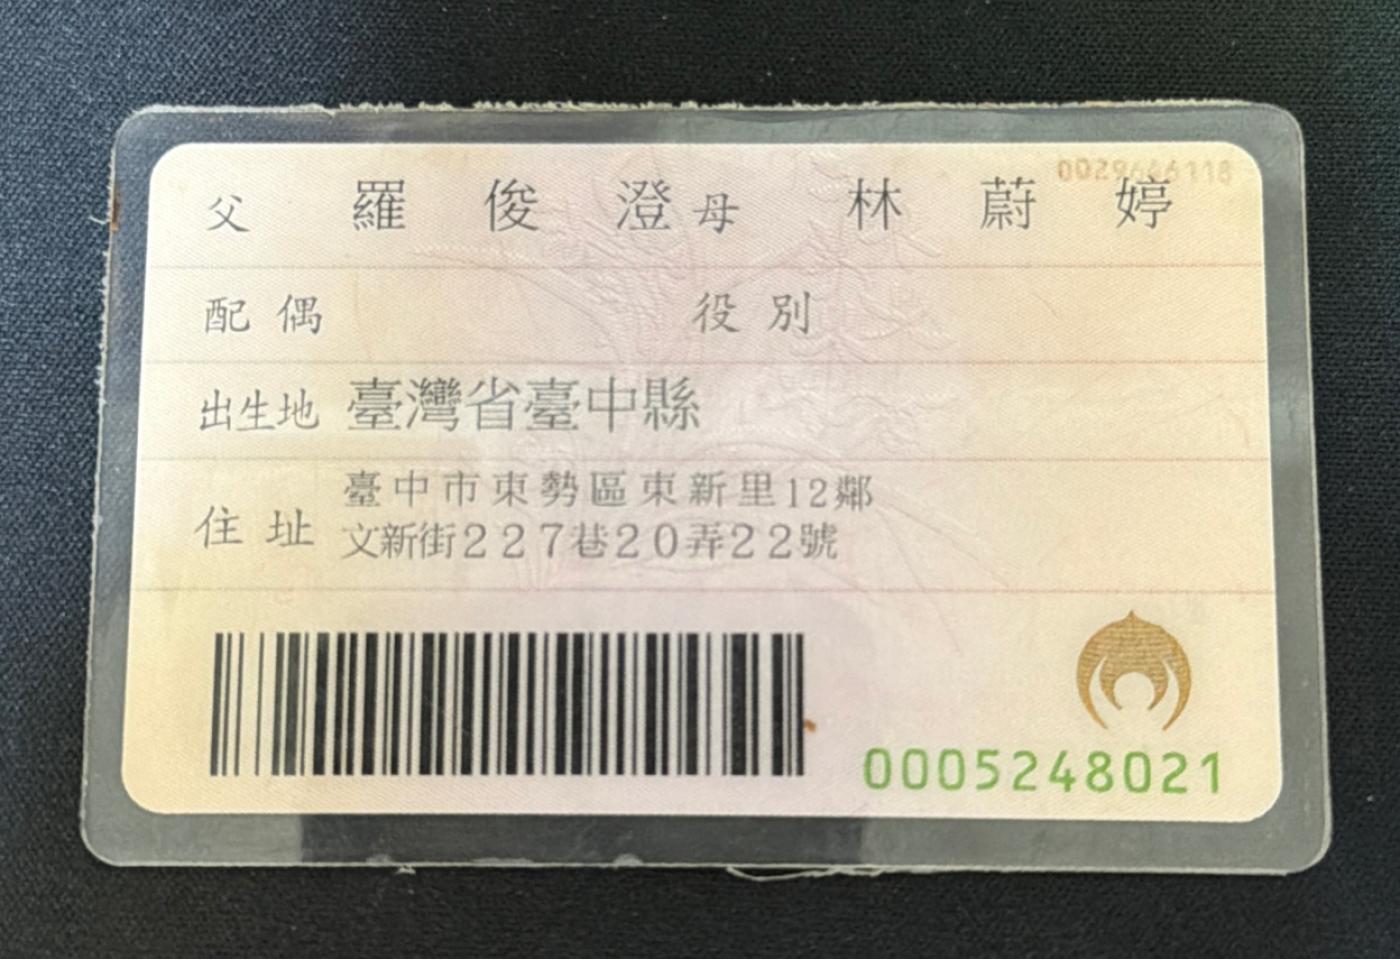 0029646118
父 羅 俊 澄 母 林 蔚 婷
配偶 役別
出生地 臺灣省臺中縣
住址 臺中市東勢區東新里12鄰
文新街227巷20弄22號
0005248021